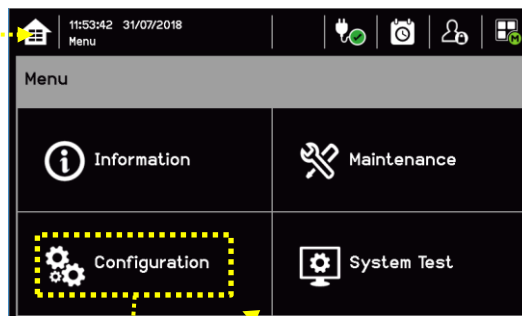 11:53:42 31/07/2018
Menu
Menu
Information
Maintenance
Configuration
System Test
M